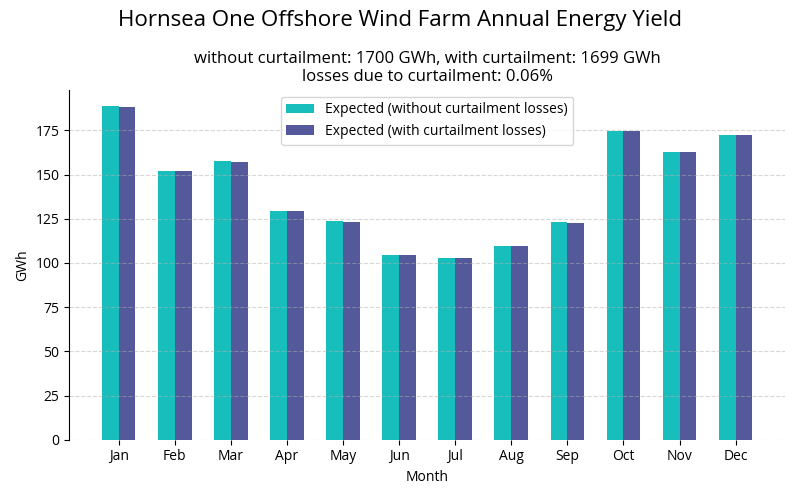 Hornsea One Offshore Wind Farm Annual Energy Yield
without curtailment: 1700 GWh, with curtailment: 1699 GWh
losses due to curtailment: 0.06%
Expected (without curtailment losses)
Expected (with curtailment losses)
GWh
175
150
125
100
75
50
25
0
Jan Feb Mar Apr May Jun Jul Aug Sep Oct Nov Dec
Month